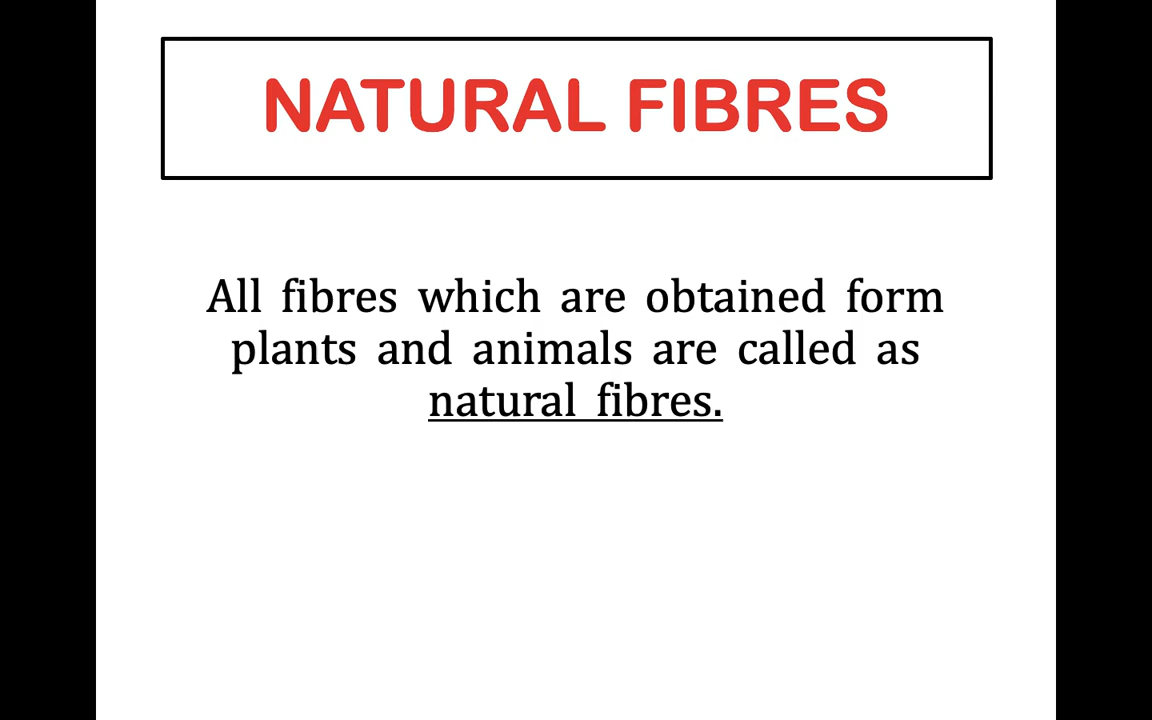 NATURAL FIBRES
All fibres which are obtained form
plants and animals are called as
natural fibres.